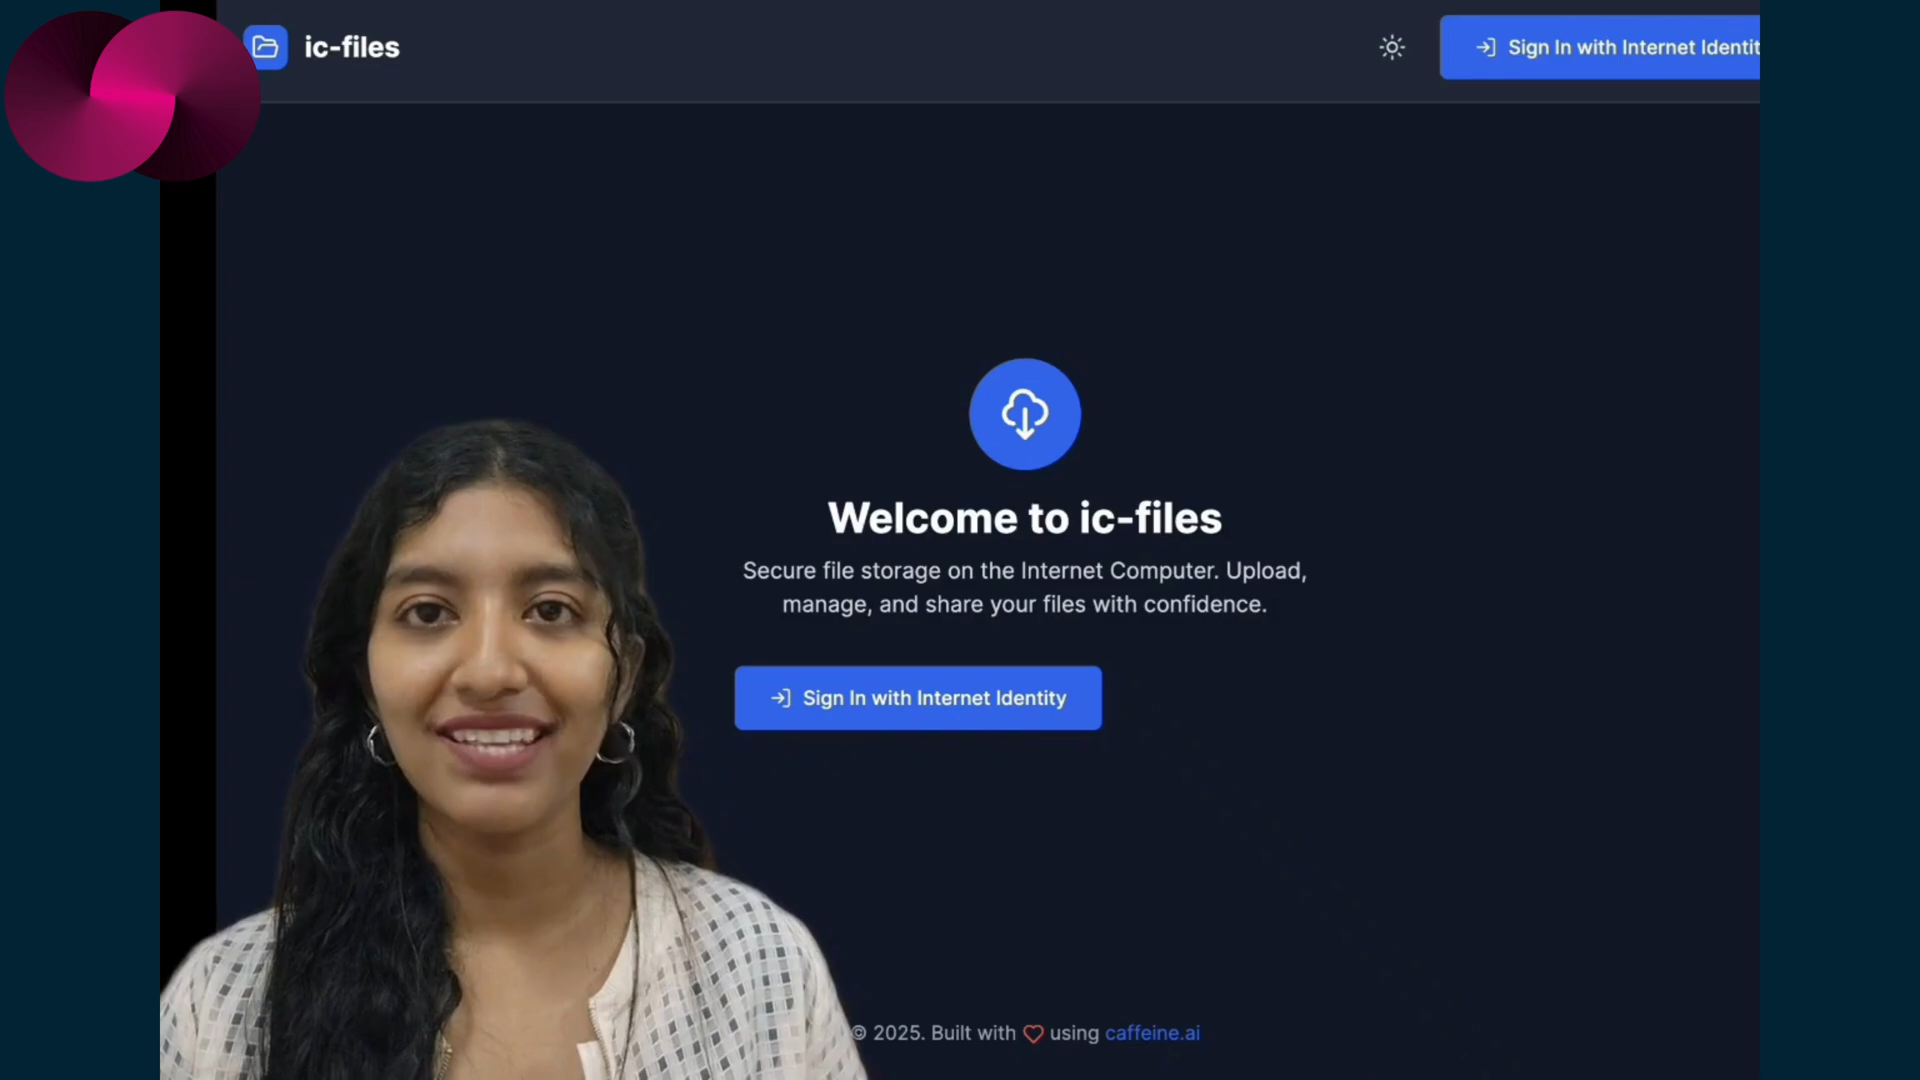 ic-files
Sign In with Internet Identit
Welcome to ic-files
Secure file storage on the Internet Computer. Upload,
manage, and share your files with confidence.
Sign In with Internet Identity
© 2025. Built with ♡ using caffeine.ai